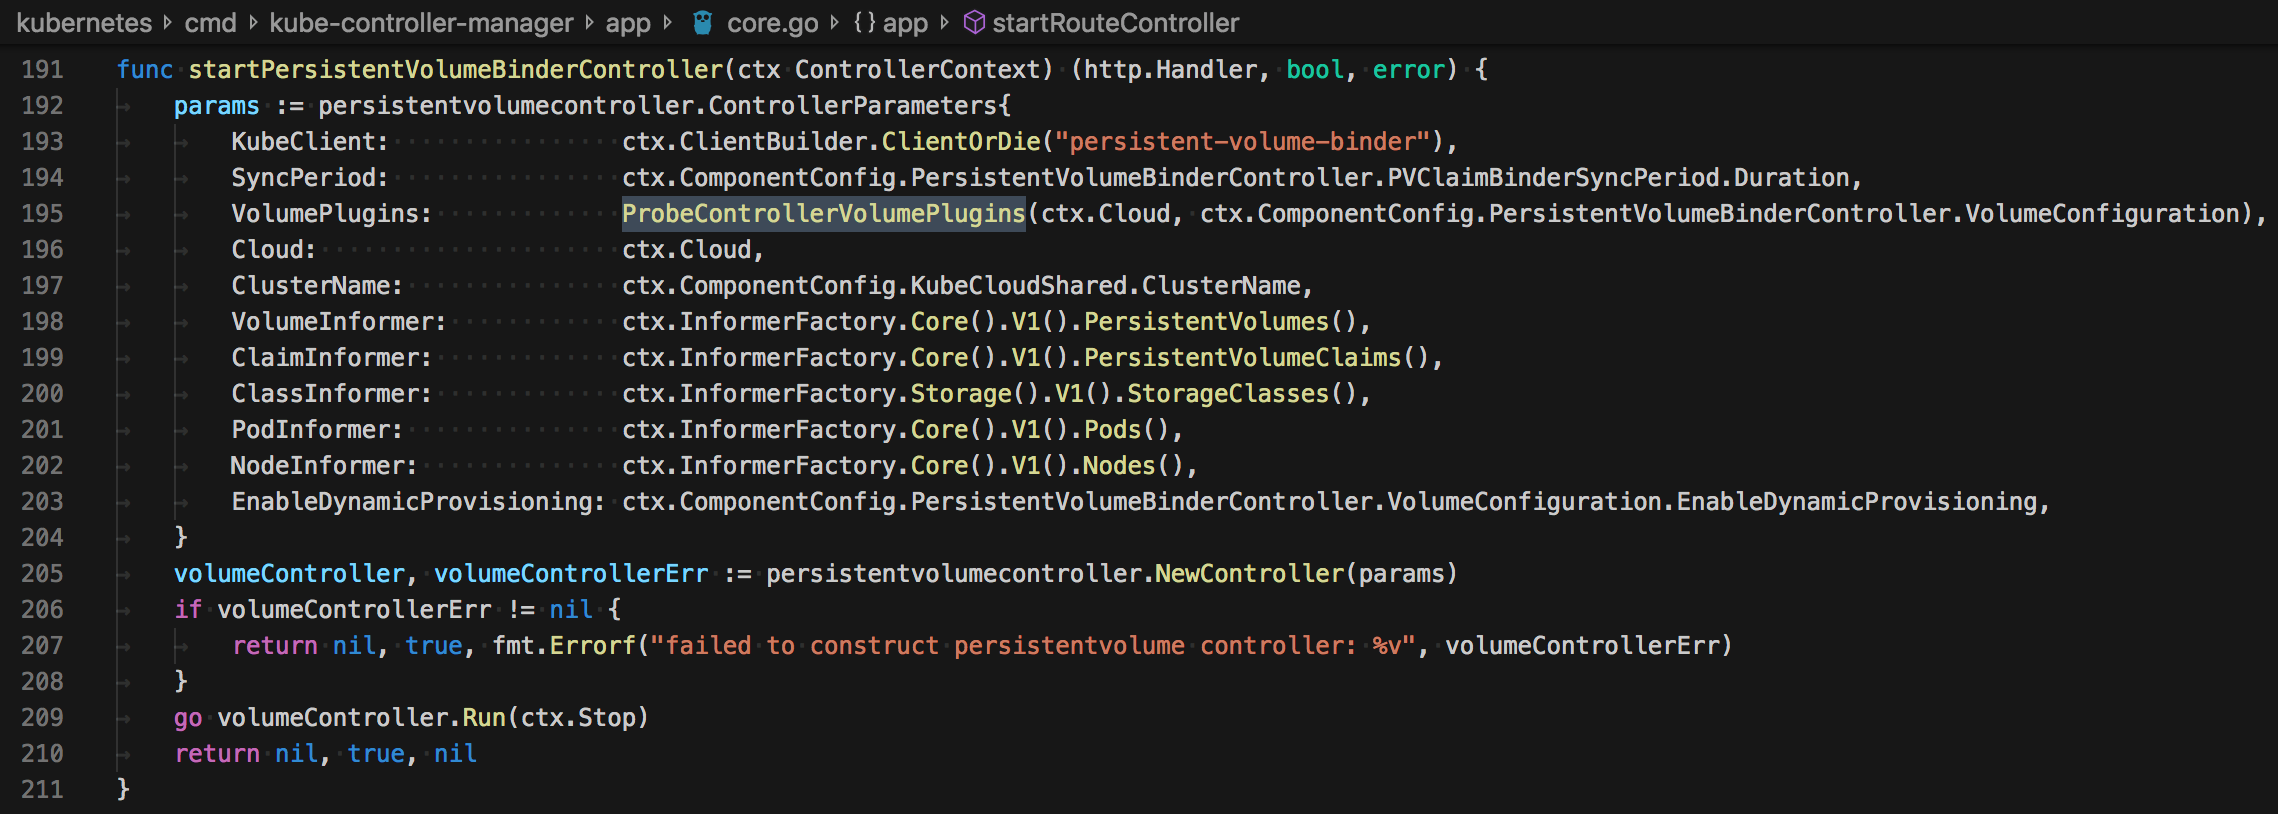 kubernetes cmd kube-controller-manager app core.go {} app startRouteController
191 func startPersistentVolumeBinderController(ctx ControllerContext) (http.Handler, bool, error) {
192 params := persistentvolumecontroller.ControllerParameters{
193 KubeClient: ctx.ClientBuilder.ClientOrDie("persistent-volume-binder"),
194 SyncPeriod: ctx.ComponentConfig.PersistentVolumeBinderController.PVClaimBinderSyncPeriod.Duration,
195 VolumePlugins: ProbeControllerVolumePlugins(ctx.Cloud, ctx.ComponentConfig.PersistentVolumeBinderController.VolumeConfiguration),
196 Cloud: ctx.Cloud,
197 ClusterName: ctx.ComponentConfig.KubeCloudShared.ClusterName,
198 VolumeInformer: ctx.InformerFactory.Core().V1().PersistentVolumes(),
199 ClaimInformer: ctx.InformerFactory.Core().V1().PersistentVolumeClaims(),
200 ClassInformer: ctx.InformerFactory.Storage().V1().StorageClasses(),
201 PodInformer: ctx.InformerFactory.Core().V1().Pods(),
202 NodeInformer: ctx.InformerFactory.Core().V1().Nodes(),
203 EnableDynamicProvisioning: ctx.ComponentConfig.PersistentVolumeBinderController.VolumeConfiguration.EnableDynamicProvisioning,
204 }
205 volumeController, volumeControllerErr := persistentvolumecontroller.NewController(params)
206 if volumeControllerErr != nil {
207 return nil, true, fmt.Errorf("failed to construct persistentvolume controller: %v", volumeControllerErr)
208 }
209 go volumeController.Run(ctx.Stop)
210 return nil, true, nil
211 }